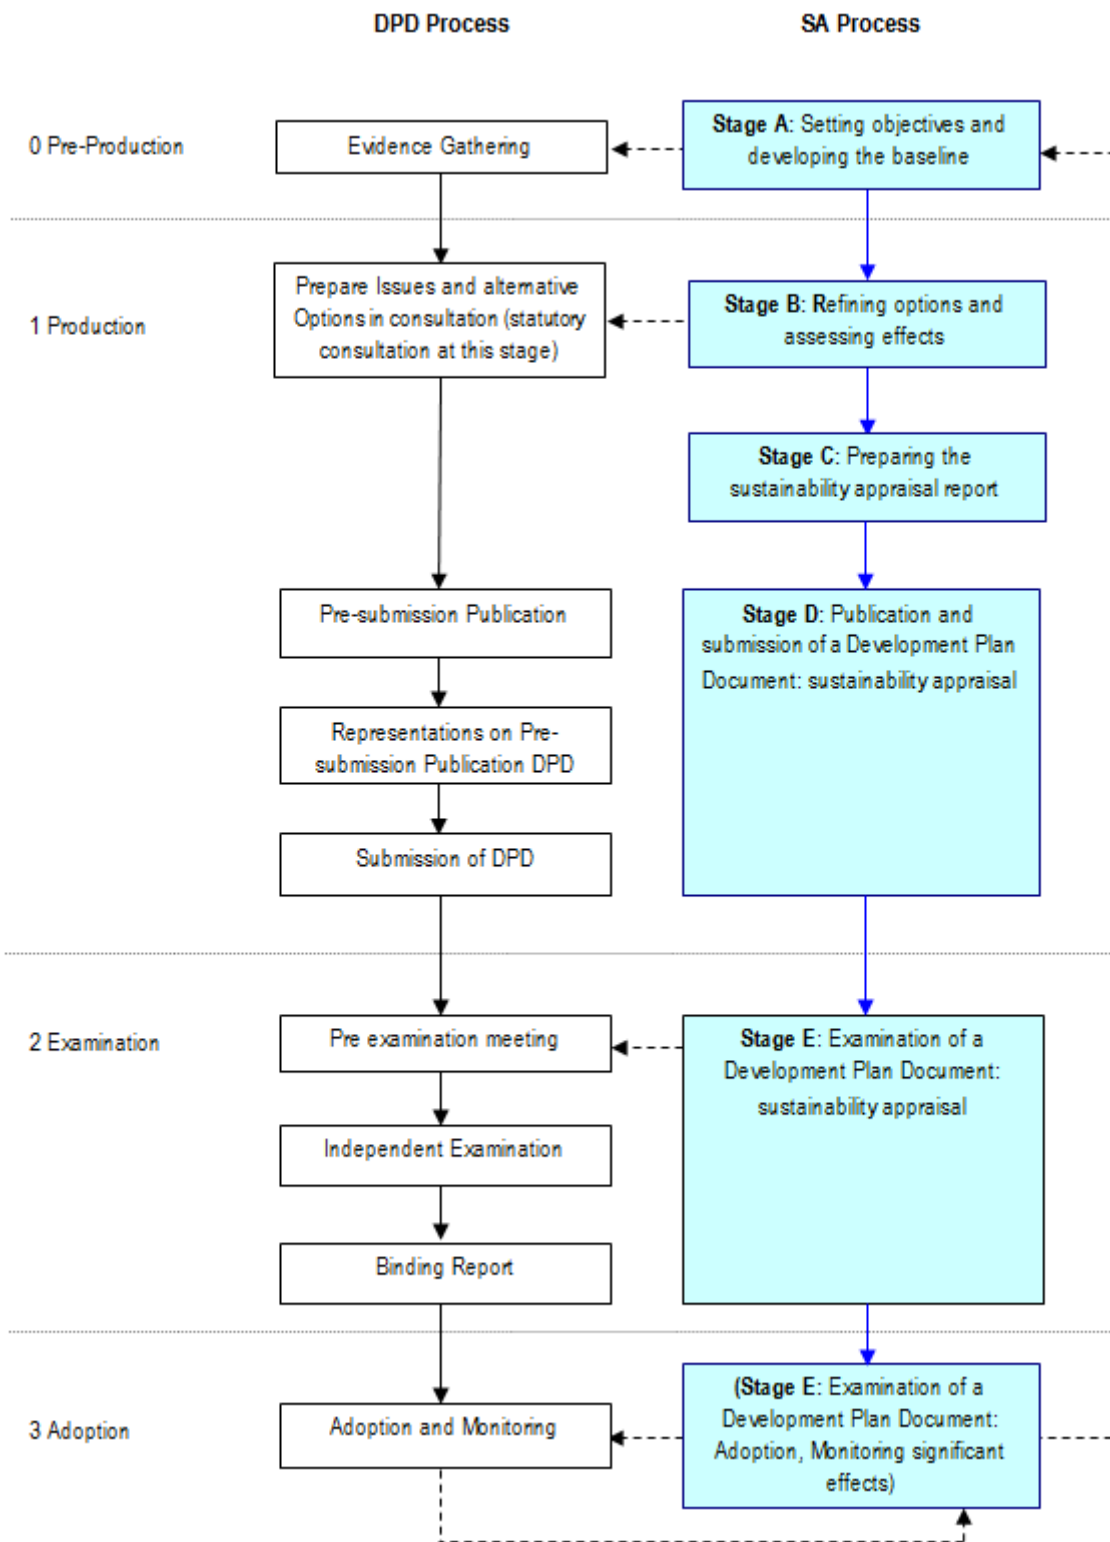 DPD Process
SA Process
0 Pre-Production
Evidence Gathering
Stage A: Setting objectives and
developing the baseline
1 Production
Prepare Issues and alternative
Options in consultation (statutory
consultation at this stage)
Stage B: Refining options and
assessing effects
Stage C: Preparing the
sustainability appraisal report
Pre-submission Publication
Representations on Pre-
submission Publication DPD
Submission of DPD
Stage D: Publication and
submission of a Development Plan
Document: sustainability appraisal
2 Examination
Pre examination meeting
Independent Examination
Binding Report
Stage E: Examination of a
Development Plan Document:
sustainability appraisal
3 Adoption
Adoption and Monitoring
(Stage E: Examination of a
Development Plan Document:
Adoption, Monitoring significant
effects)